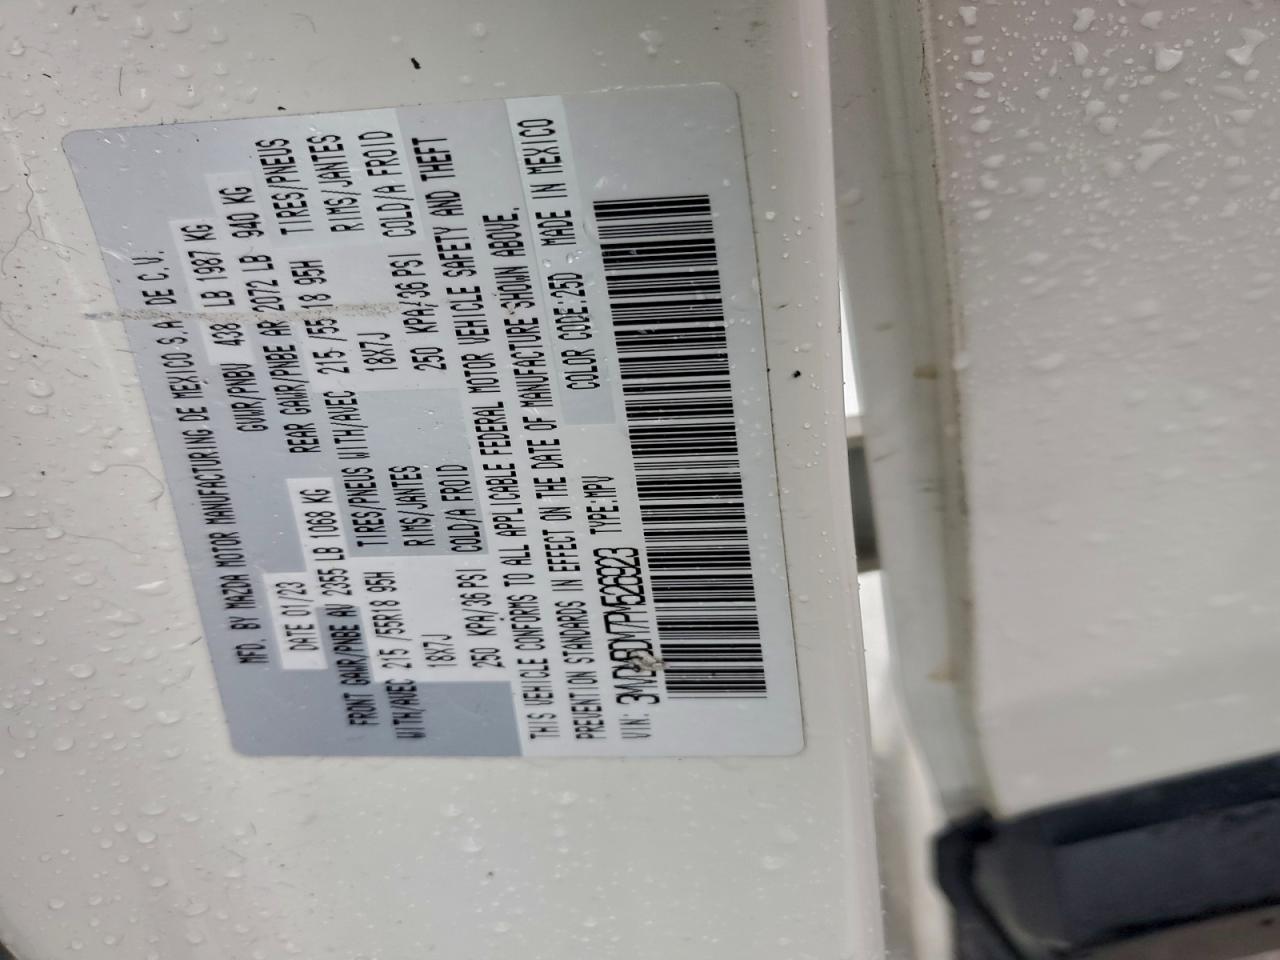 MFD. BY MAZDA MOTOR MANUFACTURING DE MEXICO S.A DE C.V.
DATE 01/23 GVWR/PNBV 438 LB 1987 KG
FRONT GAWR/PNBE AV 2355 LB 1068 KG REAR GAWR/PNBE AR 2072 LB 940 KG
WITH/AVEC 215 /55R18 95H TIRES/PNEUS WITH/AVEC 215 /55 18 95H TIRES/PNEUS
18X7J RIMS/JANTES 18X7J RIMS/JANTES
250 KPA/36 PSI COLD/A FROID 250 KPA/36 PSI COLD/A FROID
THIS VEHICLE CONFORMS TO ALL APPLICABLE FEDERAL MOTOR VEHICLE SAFETY AND THEFT
PREVENTION STANDARDS IN EFFECT ON THE DATE OF MANUFACTURE SHOWN ABOVE.
VIN: TYPE:MPV COLOR CODE:25D MADE IN MEXICO